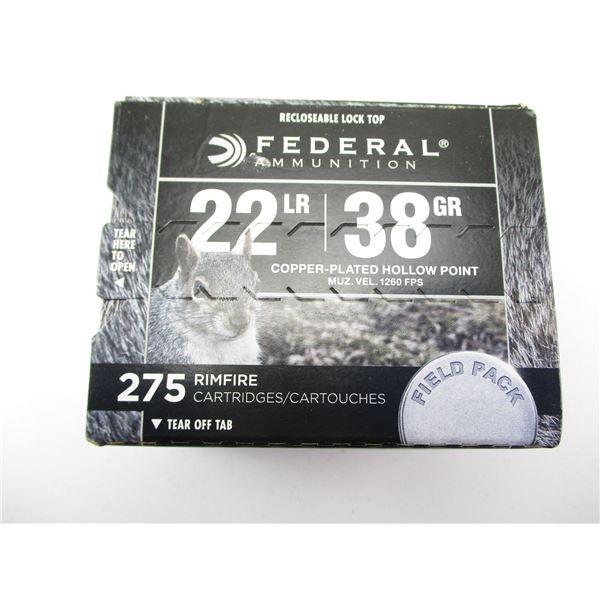 RECLOSEABLE LOCK TOP
FEDERAL®
AMMUNITION
22 LR | 38 GR
COPPER-PLATED HOLLOW POINT
MUZ. VEL. 1260 FPS
TEAR
HERE
TO
OPEN
275 RIMFIRE
CARTRIDGES/CARTOUCHES
FIELD PACK
TEAR OFF TAB